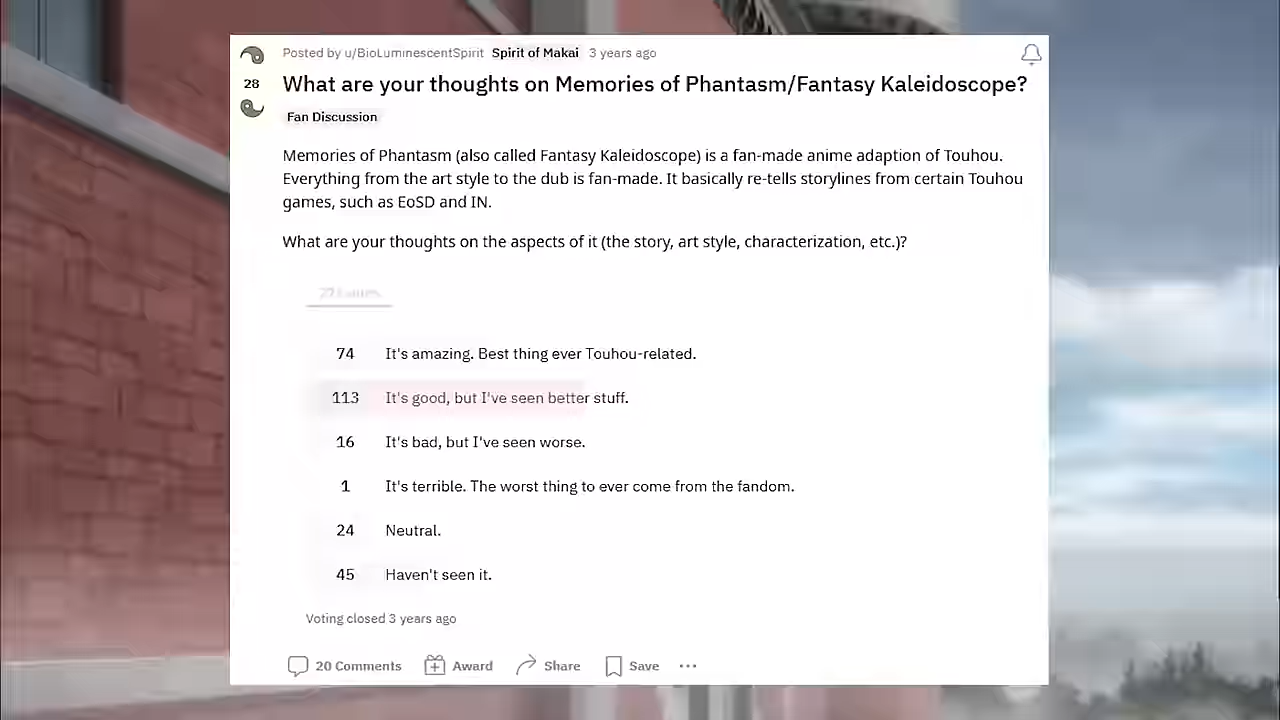 Posted by u/BioLuminescentSpirit Spirit of Makai 3 years ago
28
What are your thoughts on Memories of Phantasm/Fantasy Kaleidoscope?
Fan Discussion
Memories of Phantasm (also called Fantasy Kaleidoscope) is a fan-made anime adaption of Touhou.
Everything from the art style to the dub is fan-made. It basically re-tells storylines from certain Touhou
games, such as EoSD and IN.
What are your thoughts on the aspects of it (the story, art style, characterization, etc.)?
74 It's amazing. Best thing ever Touhou-related.
113 It's good, but I've seen better stuff.
16 It's bad, but I've seen worse.
1 It's terrible. The worst thing to ever come from the fandom.
24 Neutral.
45 Haven't seen it.
Voting closed 3 years ago
20 Comments Award Share Save